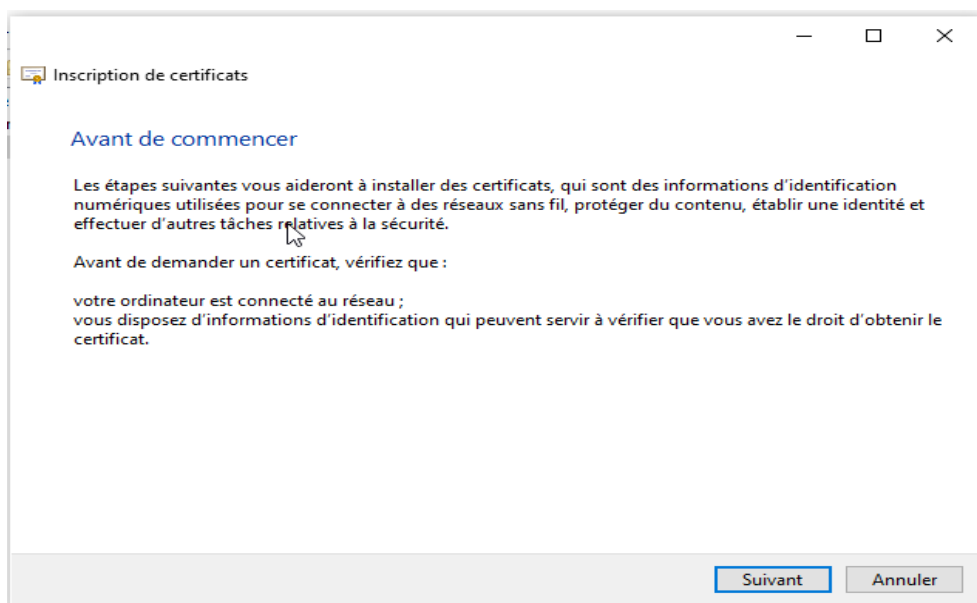 Inscription de certificats
Avant de commencer
Les étapes suivantes vous aideront à installer des certificats, qui sont des informations d’identification
numériques utilisées pour se connecter à des réseaux sans fil, protéger du contenu, établir une identité et
effectuer d’autres tâches relatives à la sécurité.
Avant de demander un certificat, vérifiez que :
votre ordinateur est connecté au réseau ;
vous disposez d’informations d’identification qui peuvent servir à vérifier que vous avez le droit d’obtenir le
certificat.
Suivant Annuler